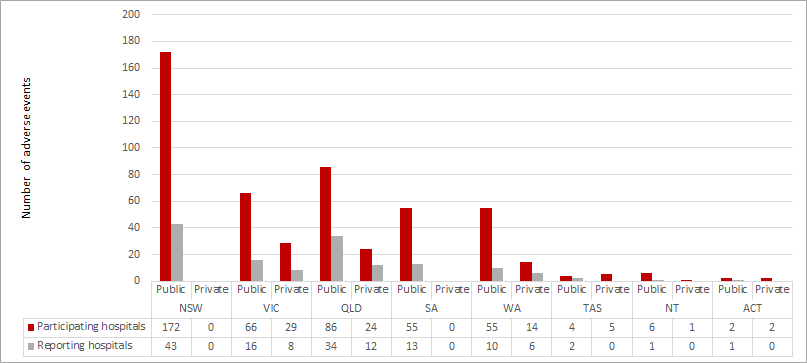 200
180
160
140
120
100
80
60
40
20
0
Number of adverse events
Public Private Public Private Public Private Public Private Public Private Public Private Public Private Public Private
NSW VIC QLD SA WA TAS NT ACT
Participating hospitals 172 0 66 29 86 24 55 0 55 14 4 5 6 1 2 2
Reporting hospitals 43 0 16 8 34 12 13 0 10 6 2 0 1 0 1 0